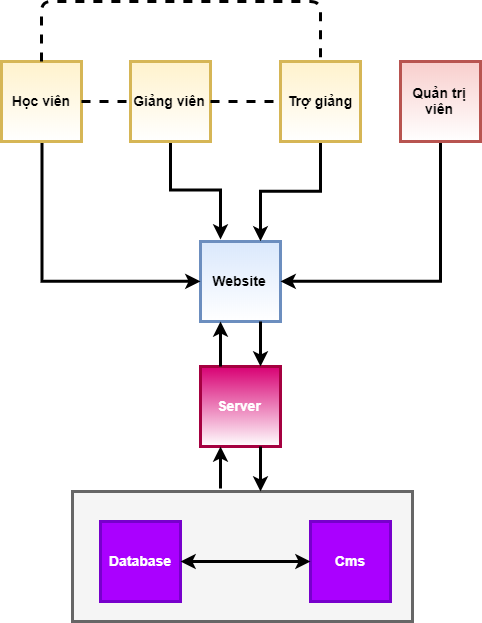 Học viên
Giảng viên
Trợ giảng
Quản trị
viên
Website
Server
Database
Cms